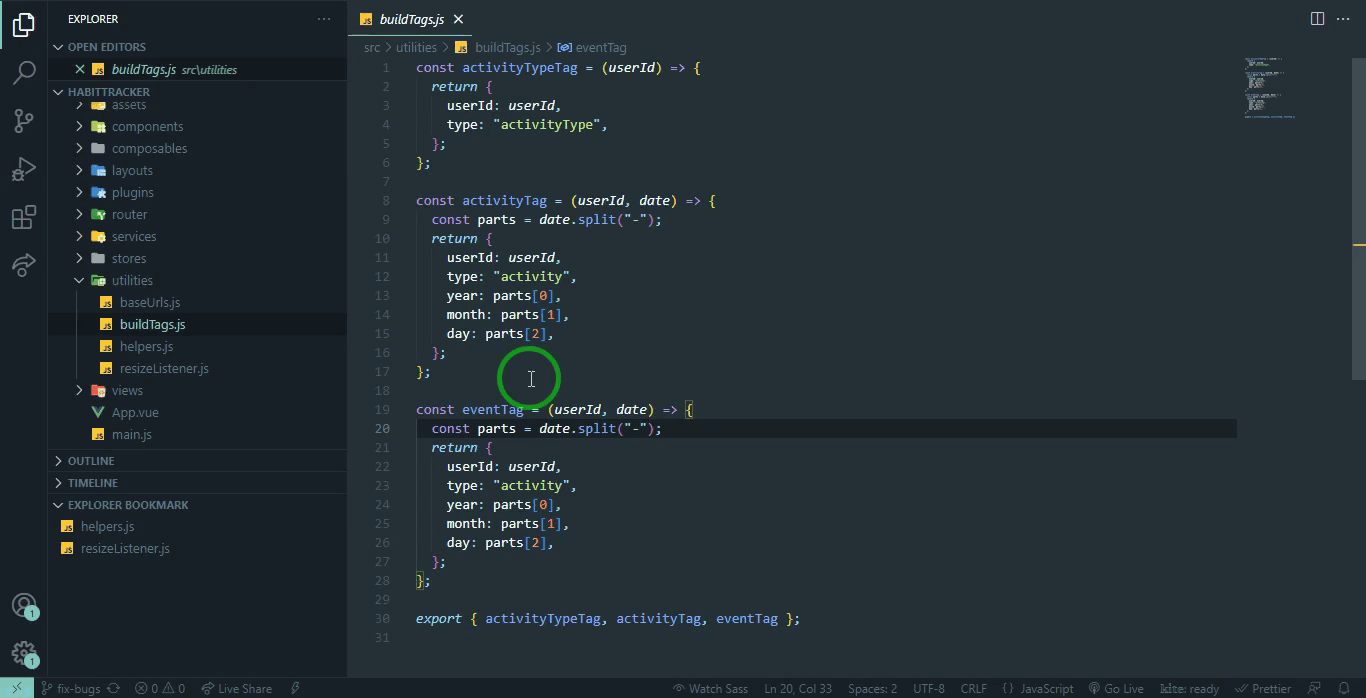 EXPLORER
buildTags.js
OPEN EDITORS
buildTags.js src\utilities
HABITTRACKER
assets
components
composables
layouts
plugins
router
services
stores
utilities
baseUrls.js
buildTags.js
helpers.js
resizeListener.js
views
App.vue
main.js
OUTLINE
TIMELINE
EXPLORER BOOKMARK
helpers.js
resizeListener.js
src > utilities > buildTags.js > eventTag
1 const activityTypeTag = (userId) => {
2 return {
3 userId: userId,
4 type: "activityType",
5 };
6 };
7
8 const activityTag = (userId, date) => {
9 const parts = date.split("-");
10 return {
11 userId: userId,
12 type: "activity",
13 year: parts[0],
14 month: parts[1],
15 day: parts[2],
16 };
17 };
18
19 const eventTag = (userId, date) => {
20 const parts = date.split("-");
21 return {
22 userId: userId,
23 type: "activity",
24 year: parts[0],
25 month: parts[1],
26 day: parts[2],
27 };
28 };
29
30 export { activityTypeTag, activityTag, eventTag };
31
1
1
fix-bugs 0 0 Live Share Watch Sass Ln 20, Col 33 Spaces: 2 UTF-8 CRLF {} JavaScript Go Live kite: ready Prettier